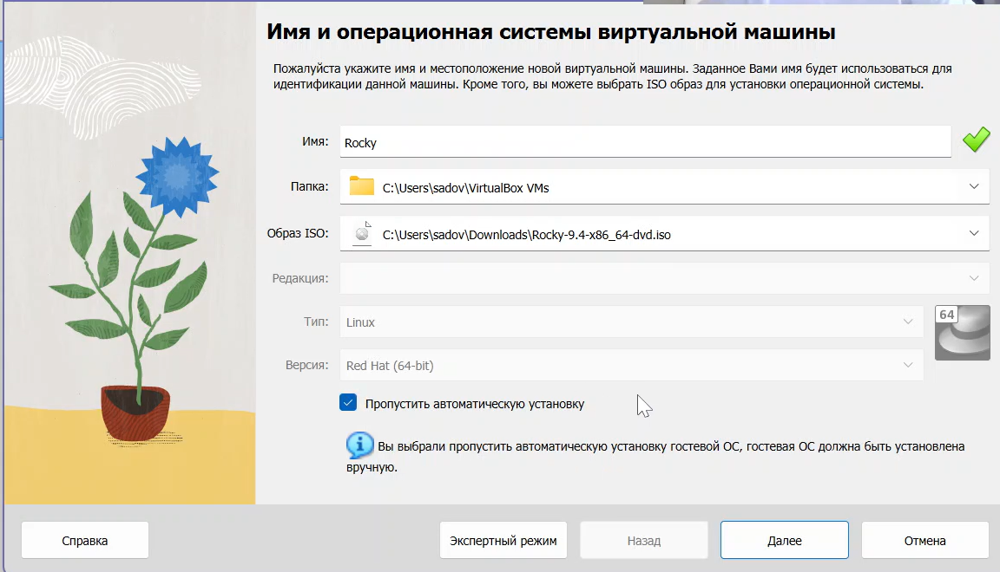 Имя и операционная системы виртуальной машины
Пожалуйста укажите имя и местоположение новой виртуальной машины. Заданное Вами имя будет использоваться для
идентификации данной машины. Кроме того, вы можете выбрать ISO образ для установки операционной системы.
Имя: Rocky
Папка: C:\Users\sadov\VirtualBox VMs
Образ ISO: C:\Users\sadov\Downloads\Rocky-9.4-x86_64-dvd.iso
Редакция:
Тип: Linux
64
Версия: Red Hat (64-bit)
Пропустить автоматическую установку
Вы выбрали пропустить автоматическую установку гостевой ОС, гостевая ОС должна быть установлена
вручную.
Справка Экспертный режим Назад Далее Отмена